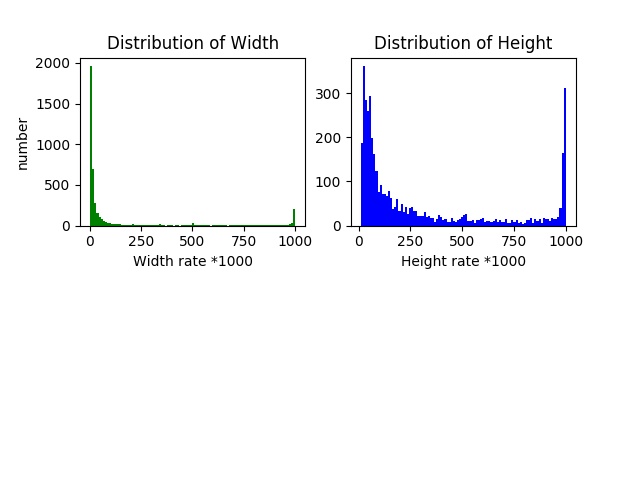 Distribution of Width
2000
1500
1000
500
0
number
0 250 500 750 1000
Width rate *1000
Distribution of Height
300
200
100
0
0 250 500 750 1000
Height rate *1000